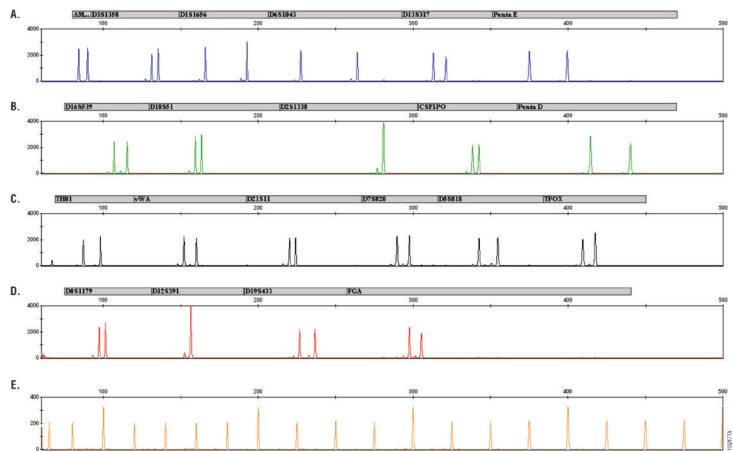 A.
AM... D3S1358 D1S1656 D6S1043 D13S317 Penta E
100 200 300 400 500
4000
2000
0
B.
D16S539 D18S51 D2S1338 CSF1PO Penta D
100 200 300 400 500
4000
2000
0
C.
TH01 vWA D21S11 D7S820 D5S818 TPOX
100 200 300 400 500
4000
2000
0
D.
D8S1179 D12S391 D19S433 FGA
100 200 300 400 500
4000
2000
0
E.
100 200 300 400 500
400
200
0
10247TA